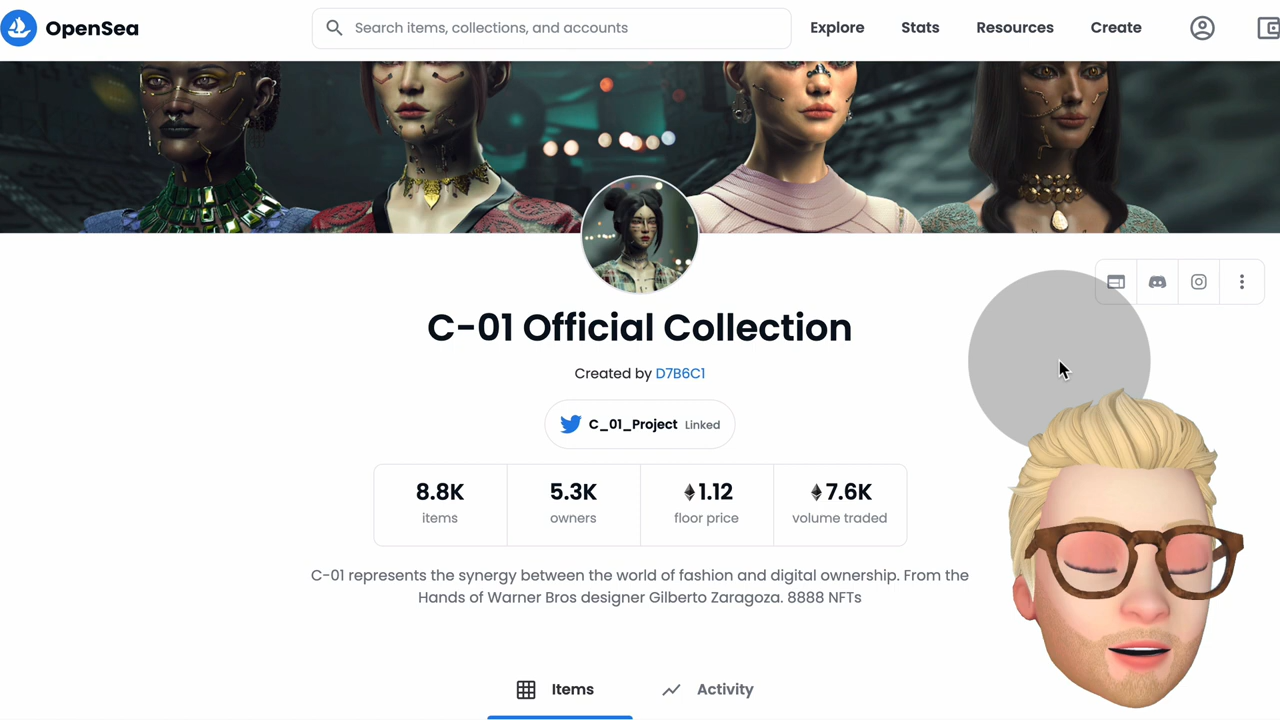 OpenSea
Search items, collections, and accounts
Explore
Stats
Resources
Create
C-01 Official Collection
Created by D7B6C1
C_01_Project Linked
8.8K
items
5.3K
owners
1.12
floor price
7.6K
volume traded
C-01 represents the synergy between the world of fashion and digital ownership. From the
Hands of Warner Bros designer Gilberto Zaragoza. 8888 NFTs
Items
Activity